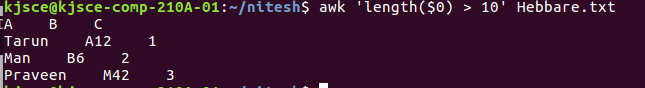 kjsce@kjsce-comp-210A-01:~/nitesh$ awk 'length($0) > 10' Hebbare.txt
A    B    C
Tarun    A12    1
Man    B6    2
Praveen    M42    3